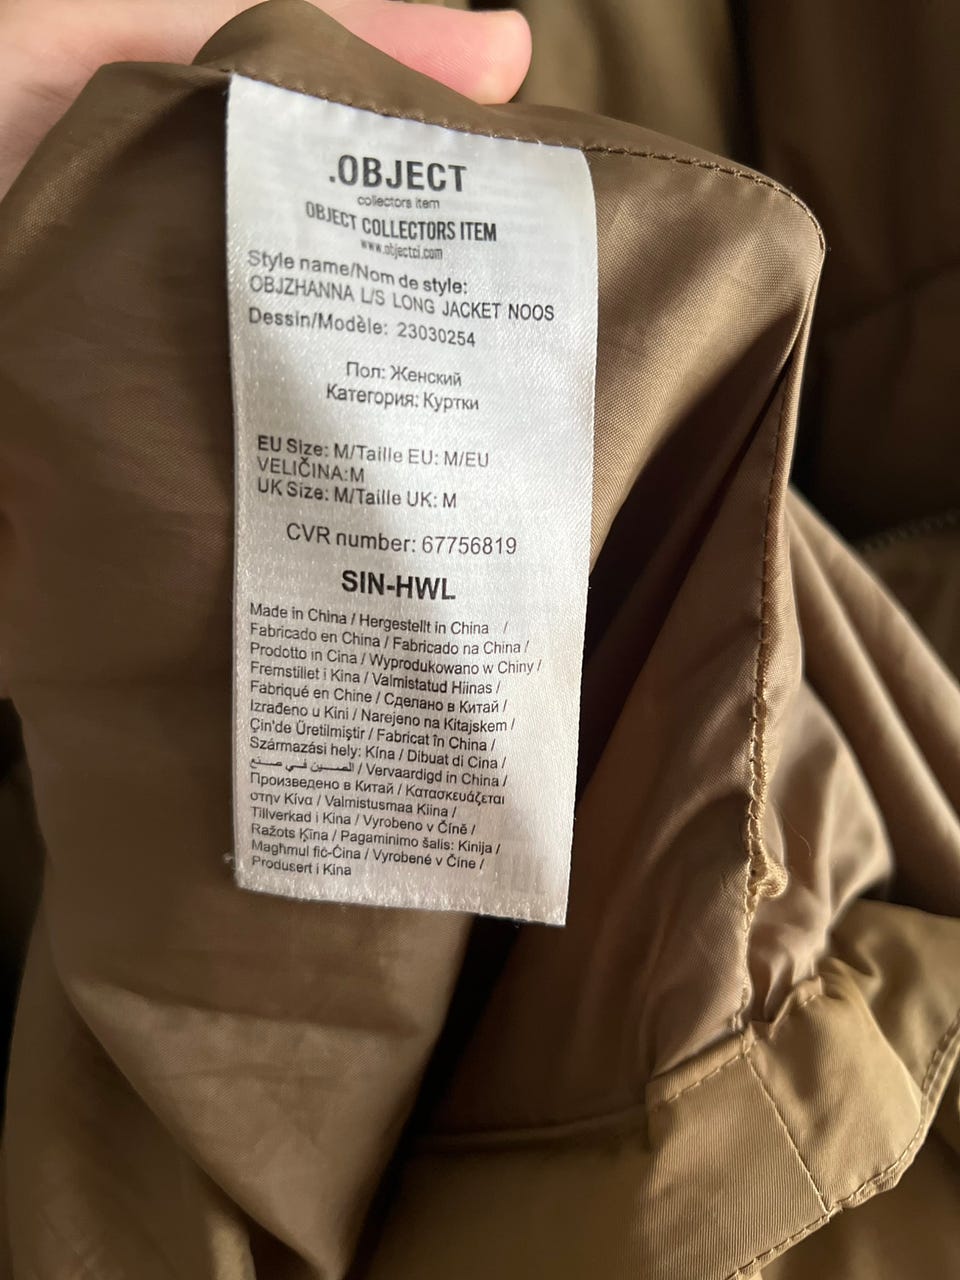 .OBJECT
collectors item
OBJECT COLLECTORS ITEM
www.objectci.com
Style name/Nom de style:
OBJZHANNA L/S LONG JACKET NOOS
Dessin/Modèle: 23030254
Пол: Женский
Категория: Куртки
EU Size: M/Taille EU: M/EU
VELIČINA:M
UK Size: M/Taille UK: M
CVR number: 67756819
SIN-HWL
Made in China / Hergestellt in China /
Fabricado en China / Fabricado na China /
Prodotto in Cina / Wyprodukowano w Chiny /
Fremstillet i Kina / Valmistatud Hiinas /
Fabriqué en Chine / Сделано в Китай /
Izrađeno u Kini / Narejeno na Kitajskem /
Çin'de Üretilmiştir / Fabricat în China /
Származási hely: Kína / Dibuat di Cina /
الصين في صنع / Vervaardigd in China /
Произведено в Китай / Κατασκευάζεται
στην Κίνα / Valmistusmaa Kiina /
Tillverkad i Kina / Vyrobeno v Číně /
Ražots Ķīna / Pagaminimo šalis: Kinija /
Magħmul fiċ-Ċina / Vyrobené v Číne /
Produsert i Kina